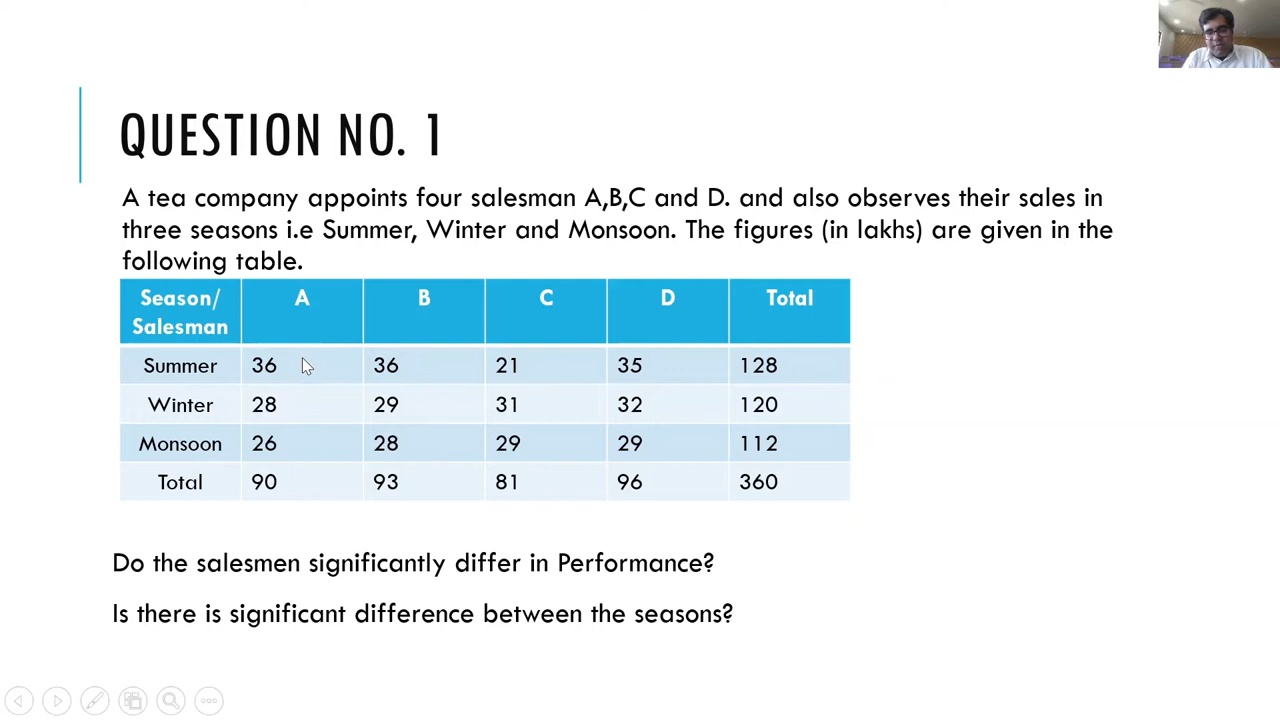 QUESTION NO. 1
A tea company appoints four salesman A,B,C and D. and also observes their sales in
three seasons i.e Summer, Winter and Monsoon. The figures (in lakhs) are given in the
following table.
Season/ Salesman A B C D Total
Summer 36 36 21 35 128
Winter 28 29 31 32 120
Monsoon 26 28 29 29 112
Total 90 93 81 96 360
Do the salesmen significantly differ in Performance?
Is there is significant difference between the seasons?